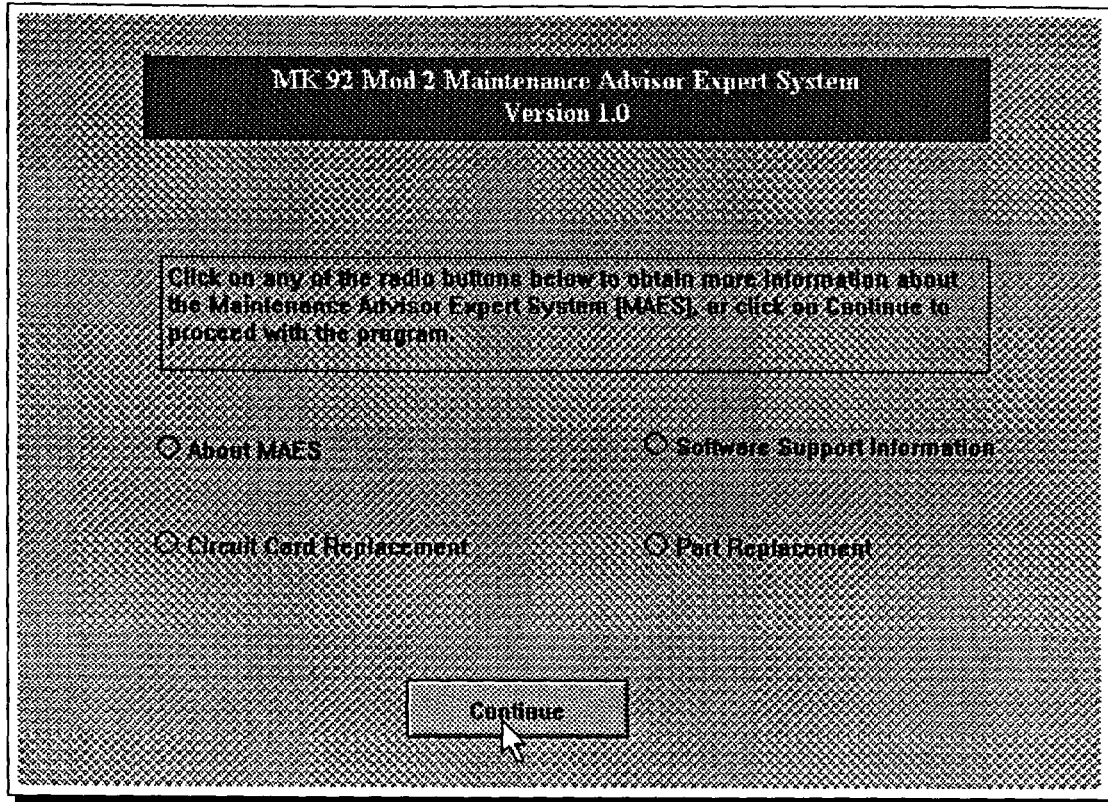 MK 92 Mod 2 Maintenance Advisor Expert System
Version 1.0
Click on any of the radio buttons below to obtain more information about
the Maintenance Advisor Expert System [MAES], or click on Continue to
proceed with the program.
About MAES
Software Support Information
Circuit Card Replacement
Part Replacement
Continue